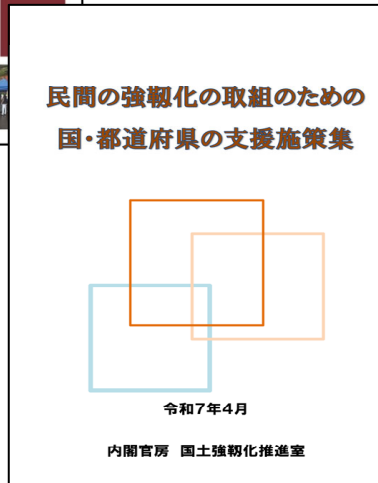 民間の強靱化の取組のための
国・都道府県の支援施策集
令和7年4月
内閣官房 国土強靱化推進室